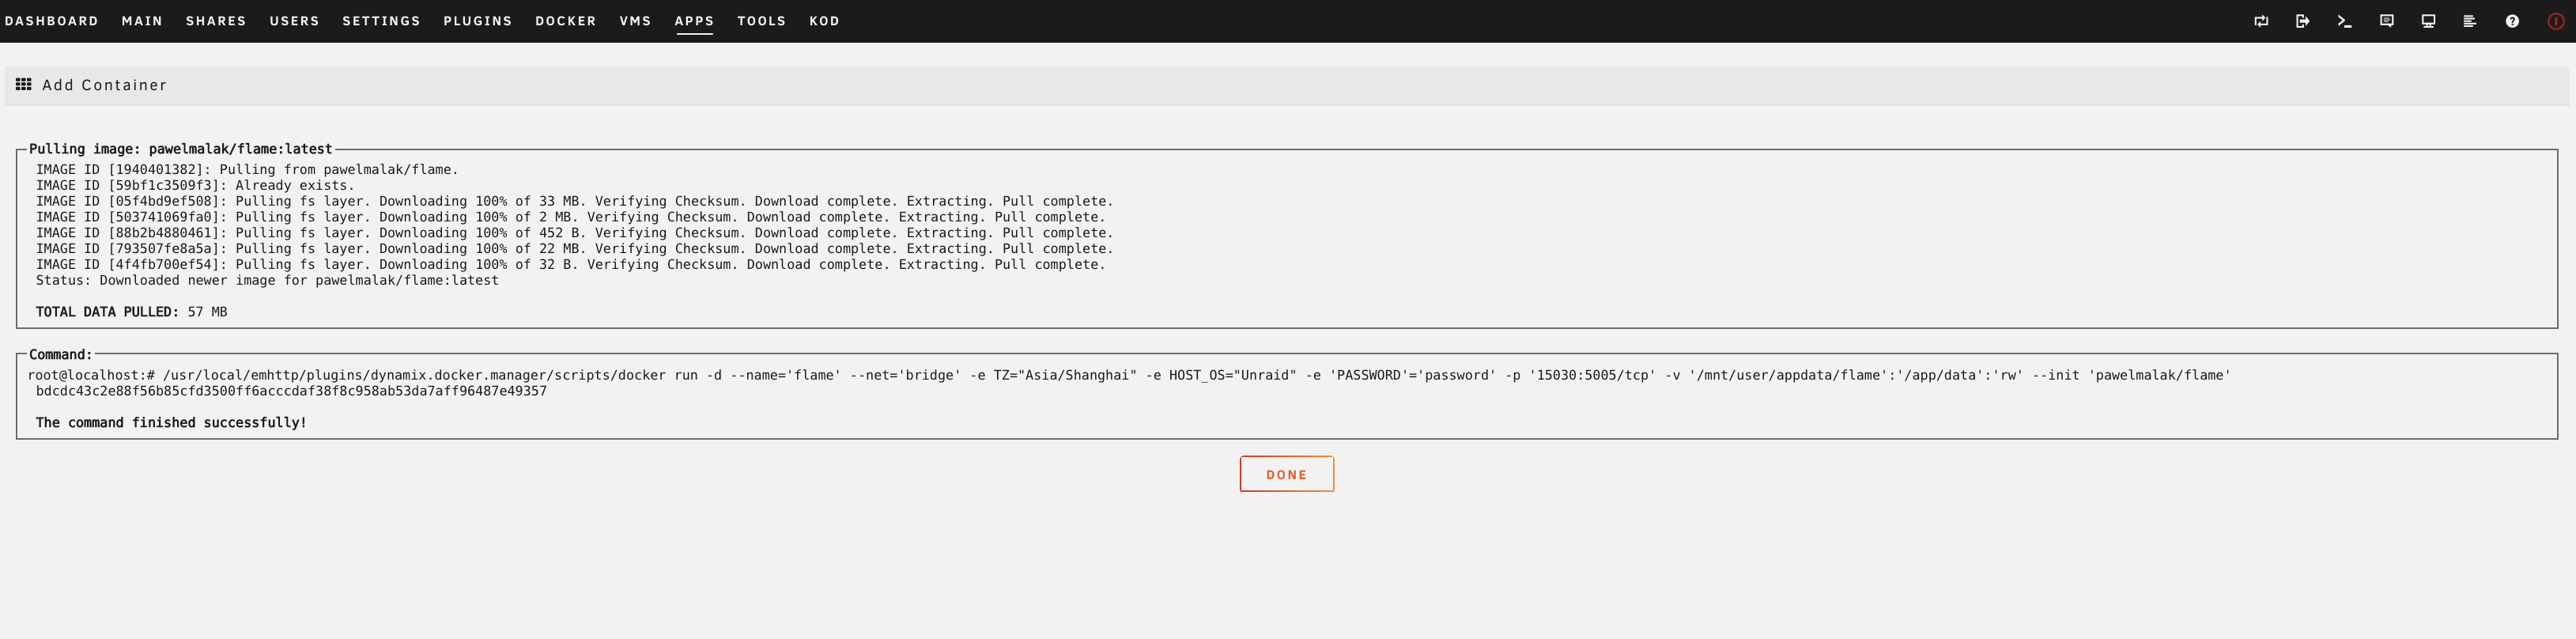 DASHBOARD MAIN SHARES USERS SETTINGS PLUGINS DOCKER VMS APPS TOOLS KOD
Add Container
Pulling image: pawelmalak/flame:latest
IMAGE ID [1940401382]: Pulling from pawelmalak/flame.
IMAGE ID [59bf1c3509f3]: Already exists.
IMAGE ID [05f4bd9ef508]: Pulling fs layer. Downloading 100% of 33 MB. Verifying Checksum. Download complete. Extracting. Pull complete.
IMAGE ID [503741069fa0]: Pulling fs layer. Downloading 100% of 2 MB. Verifying Checksum. Download complete. Extracting. Pull complete.
IMAGE ID [88b2b4880461]: Pulling fs layer. Downloading 100% of 452 B. Verifying Checksum. Download complete. Extracting. Pull complete.
IMAGE ID [793507fe8a5a]: Pulling fs layer. Downloading 100% of 22 MB. Verifying Checksum. Download complete. Extracting. Pull complete.
IMAGE ID [4f4fb700ef54]: Pulling fs layer. Downloading 100% of 32 B. Verifying Checksum. Download complete. Extracting. Pull complete.
Status: Downloaded newer image for pawelmalak/flame:latest
TOTAL DATA PULLED: 57 MB
Command:
root@localhost:# /usr/local/emhttp/plugins/dynamix.docker.manager/scripts/docker run -d --name='flame' --net='bridge' -e TZ="Asia/Shanghai" -e HOST_OS="Unraid" -e 'PASSWORD'='password' -p '15030:5005/tcp' -v '/mnt/user/appdata/flame':'/app/data':'rw' --init 'pawelmalak/flame'
bdcdc43c2e88f56b85cfd3500ff6acccdaf38f8c958ab53da7aff96487e49357
The command finished successfully!
DONE